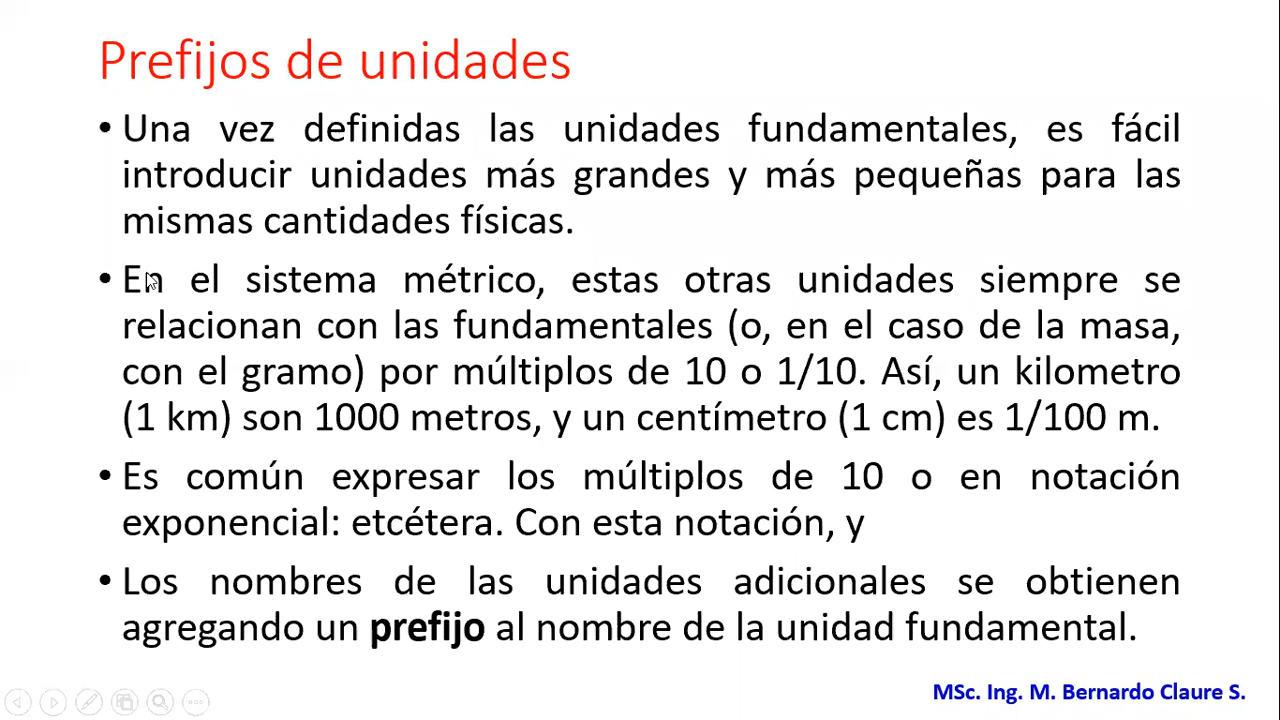 Prefijos de unidades
• Una vez definidas las unidades fundamentales, es fácil
introducir unidades más grandes y más pequeñas para las
mismas cantidades físicas.
• En el sistema métrico, estas otras unidades siempre se
relacionan con las fundamentales (o, en el caso de la masa,
con el gramo) por múltiplos de 10 o 1/10. Así, un kilometro
(1 km) son 1000 metros, y un centímetro (1 cm) es 1/100 m.
• Es común expresar los múltiplos de 10 o en notación
exponencial: etcétera. Con esta notación, y
• Los nombres de las unidades adicionales se obtienen
agregando un prefijo al nombre de la unidad fundamental.
MSc. Ing. M. Bernardo Claure S.